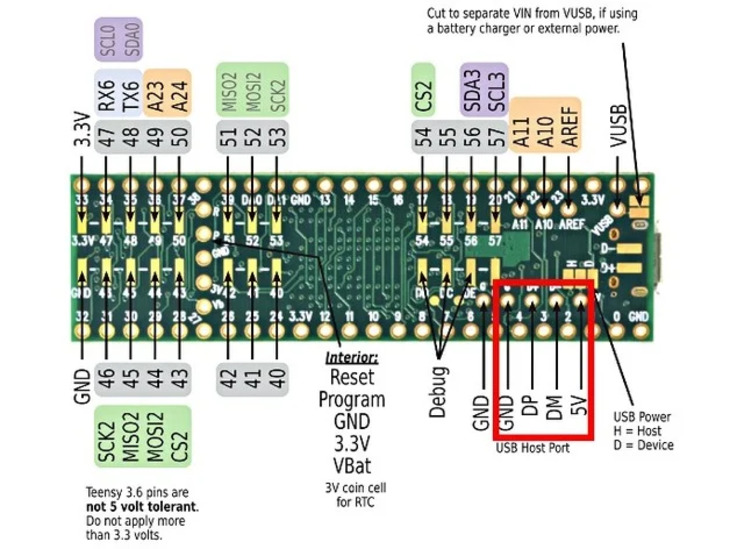 Cut to separate VIN from VUSB, if using
a battery charger or external power.
SCL0 SDA0
RX6 TX6 A23 A24
MISO2 MOSI2 SCK2
CS2
SDA3 SCL3
A11 A10 AREF
VUSB
3.3V 47 48 49 50 51 52 53 54 55 56 57
33 34 35 36 37 39 DA0 DA1 GND 13 14 15 16 17 18 19 20 21 22 23 3.3V
R
P
GND
3V
3.3V 47 48 49 50 51 52 53 54 55 56 57 A11 A10 AREF VUSB
D-
D+
GND 45 44 43 42 41 40 DE
32 31 30 29 28 27 26 25 24 3.3V 12 11 10 9 8 7 6 4 3 2 0 GND
GND 46 45 44 43 42 41 40
SCK2 MISO2 MOSI2 CS2
Interior:
Reset
Program
GND
3.3V
VBat
3V coin cell
for RTC
Debug
GND GND DP DM 5V
USB Host Port
USB Power
H = Host
D = Device
Teensy 3.6 pins are
not 5 volt tolerant.
Do not apply more
than 3.3 volts.